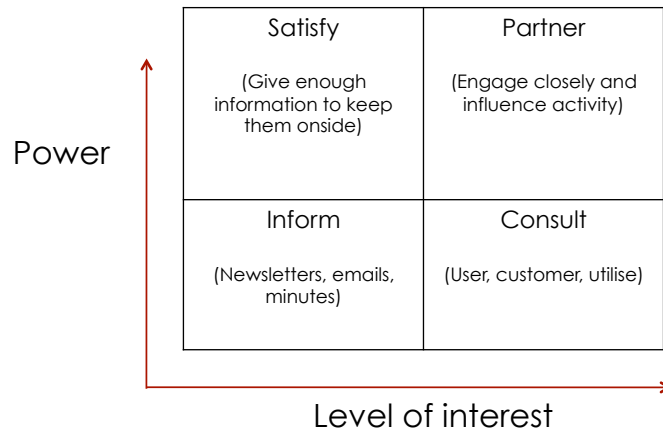 Satisfy
(Give enough
information to keep
them onside)
Partner
(Engage closely and
influence activity)
Power
Inform
(Newsletters, emails,
minutes)
Consult
(User, customer, utilise)
Level of interest